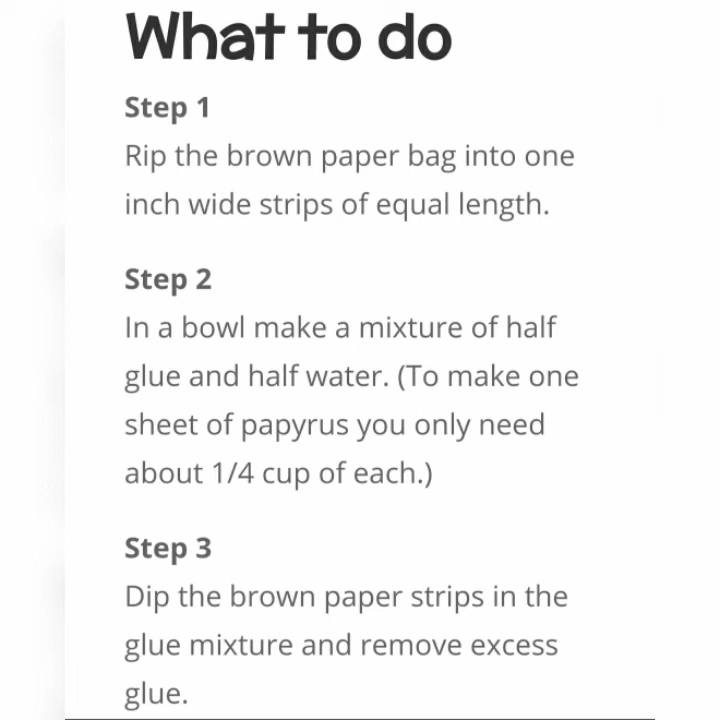 What to do
Step 1
Rip the brown paper bag into one
inch wide strips of equal length.
Step 2
In a bowl make a mixture of half
glue and half water. (To make one
sheet of papyrus you only need
about 1/4 cup of each.)
Step 3
Dip the brown paper strips in the
glue mixture and remove excess
glue.